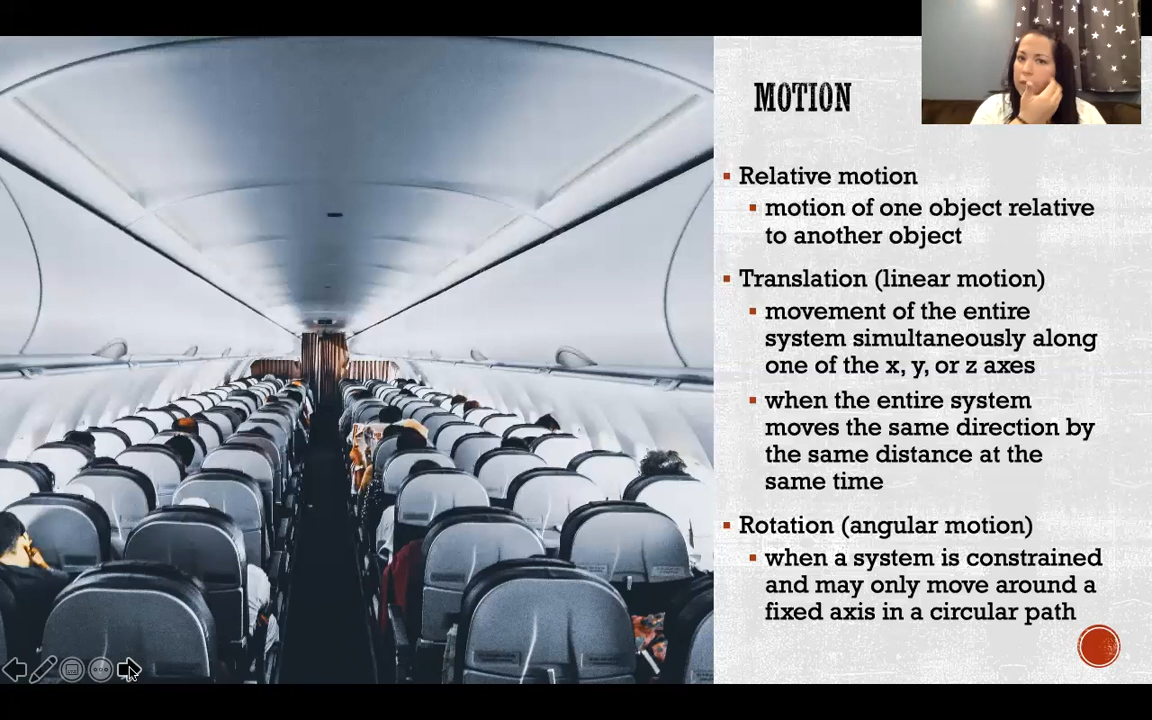 MOTION
Relative motion
motion of one object relative
to another object
Translation (linear motion)
movement of the entire
system simultaneously along
one of the x, y, or z axes
when the entire system
moves the same direction by
the same distance at the
same time
Rotation (angular motion)
when a system is constrained
and may only move around a
fixed axis in a circular path